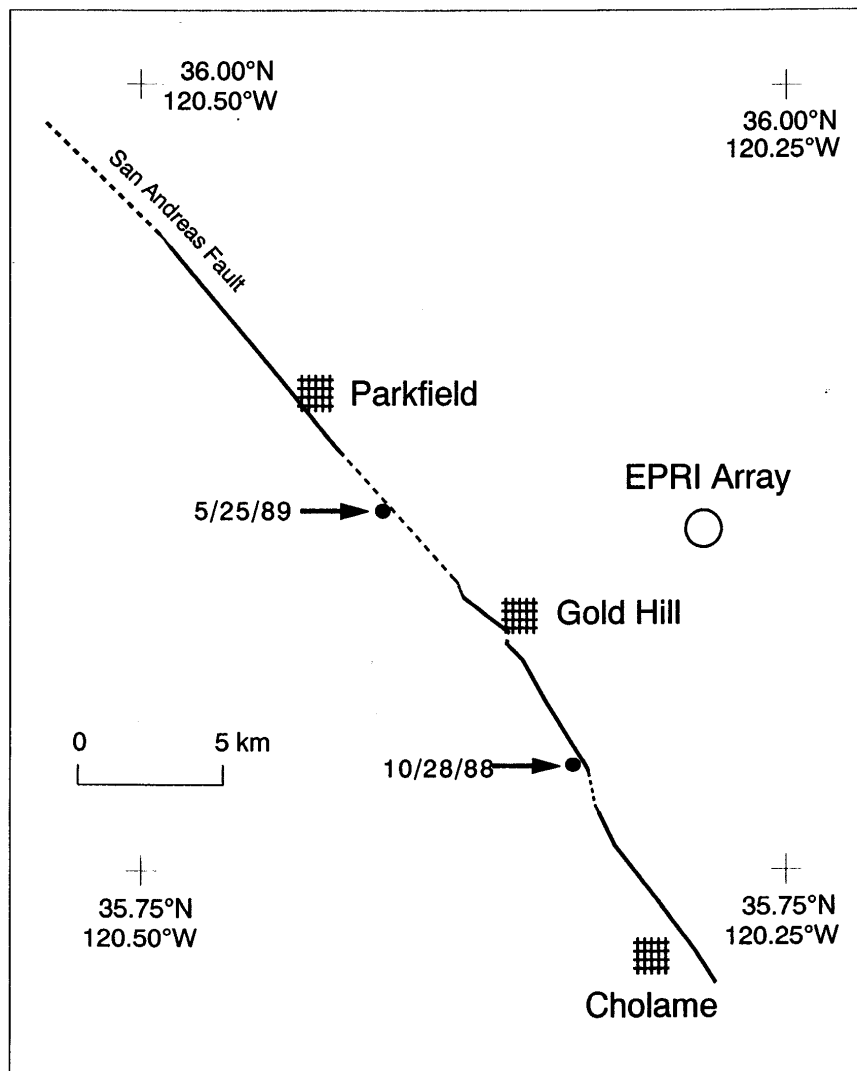 36.00°N
120.50°W
36.00°N
120.25°W
San Andreas Fault
Parkfield
EPRI Array
5/25/89
Gold Hill
0 5 km
10/28/88
35.75°N
120.50°W
35.75°N
120.25°W
Cholame